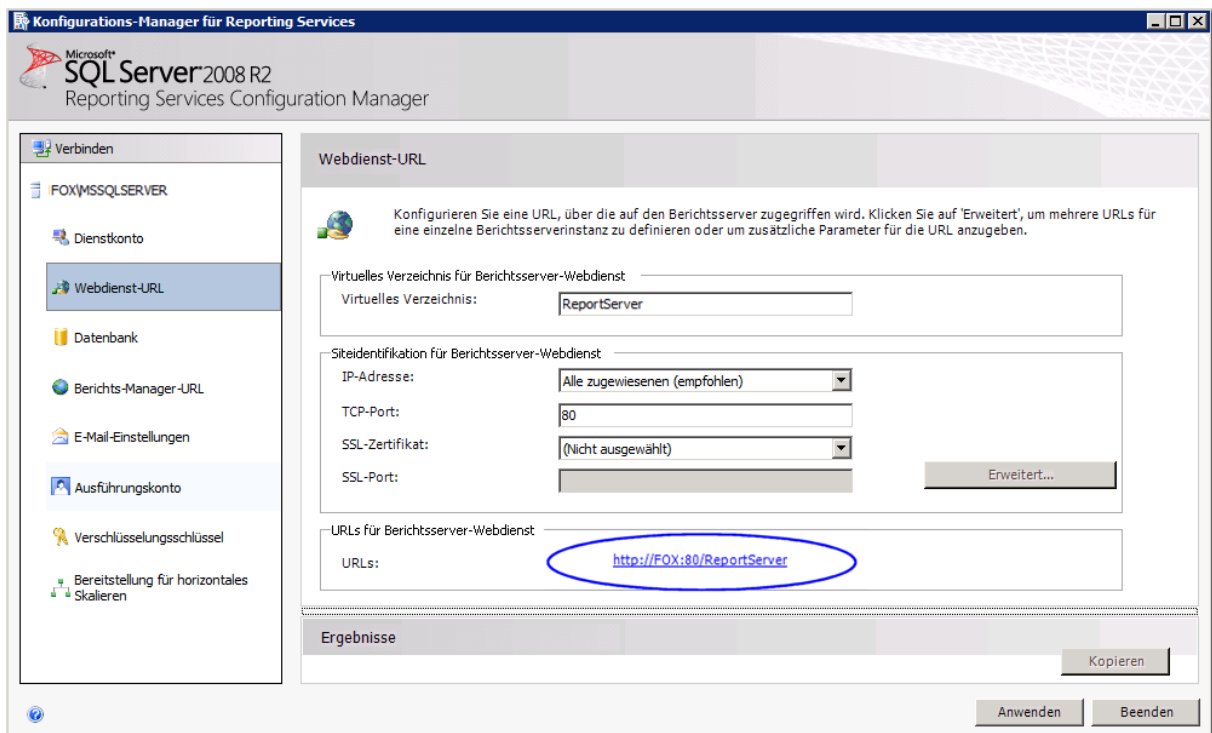 Konfigurations-Manager für Reporting Services
Microsoft®
SQL Server® 2008 R2
Reporting Services Configuration Manager
Verbinden
FOX\MSSQLSERVER
Dienstkonto
Webdienst-URL
Datenbank
Berichts-Manager-URL
E-Mail-Einstellungen
Ausführungskonto
Verschlüsselungsschlüssel
Bereitstellung für horizontales
Skalieren
Webdienst-URL
Konfigurieren Sie eine URL, über die auf den Berichtsserver zugegriffen wird. Klicken Sie auf 'Erweitert', um mehrere URLs für
eine einzelne Berichtsserverinstanz zu definieren oder um zusätzliche Parameter für die URL anzugeben.
Virtuelles Verzeichnis für Berichtsserver-Webdienst
Virtuelles Verzeichnis: ReportServer
Siteidentifikation für Berichtsserver-Webdienst
IP-Adresse: Alle zugewiesenen (empfohlen)
TCP-Port: 80
SSL-Zertifikat: (Nicht ausgewählt)
SSL-Port:
Erweitert...
URLs für Berichtsserver-Webdienst
URLs: http://FOX:80/ReportServer
Ergebnisse
Kopieren
Anwenden Beenden